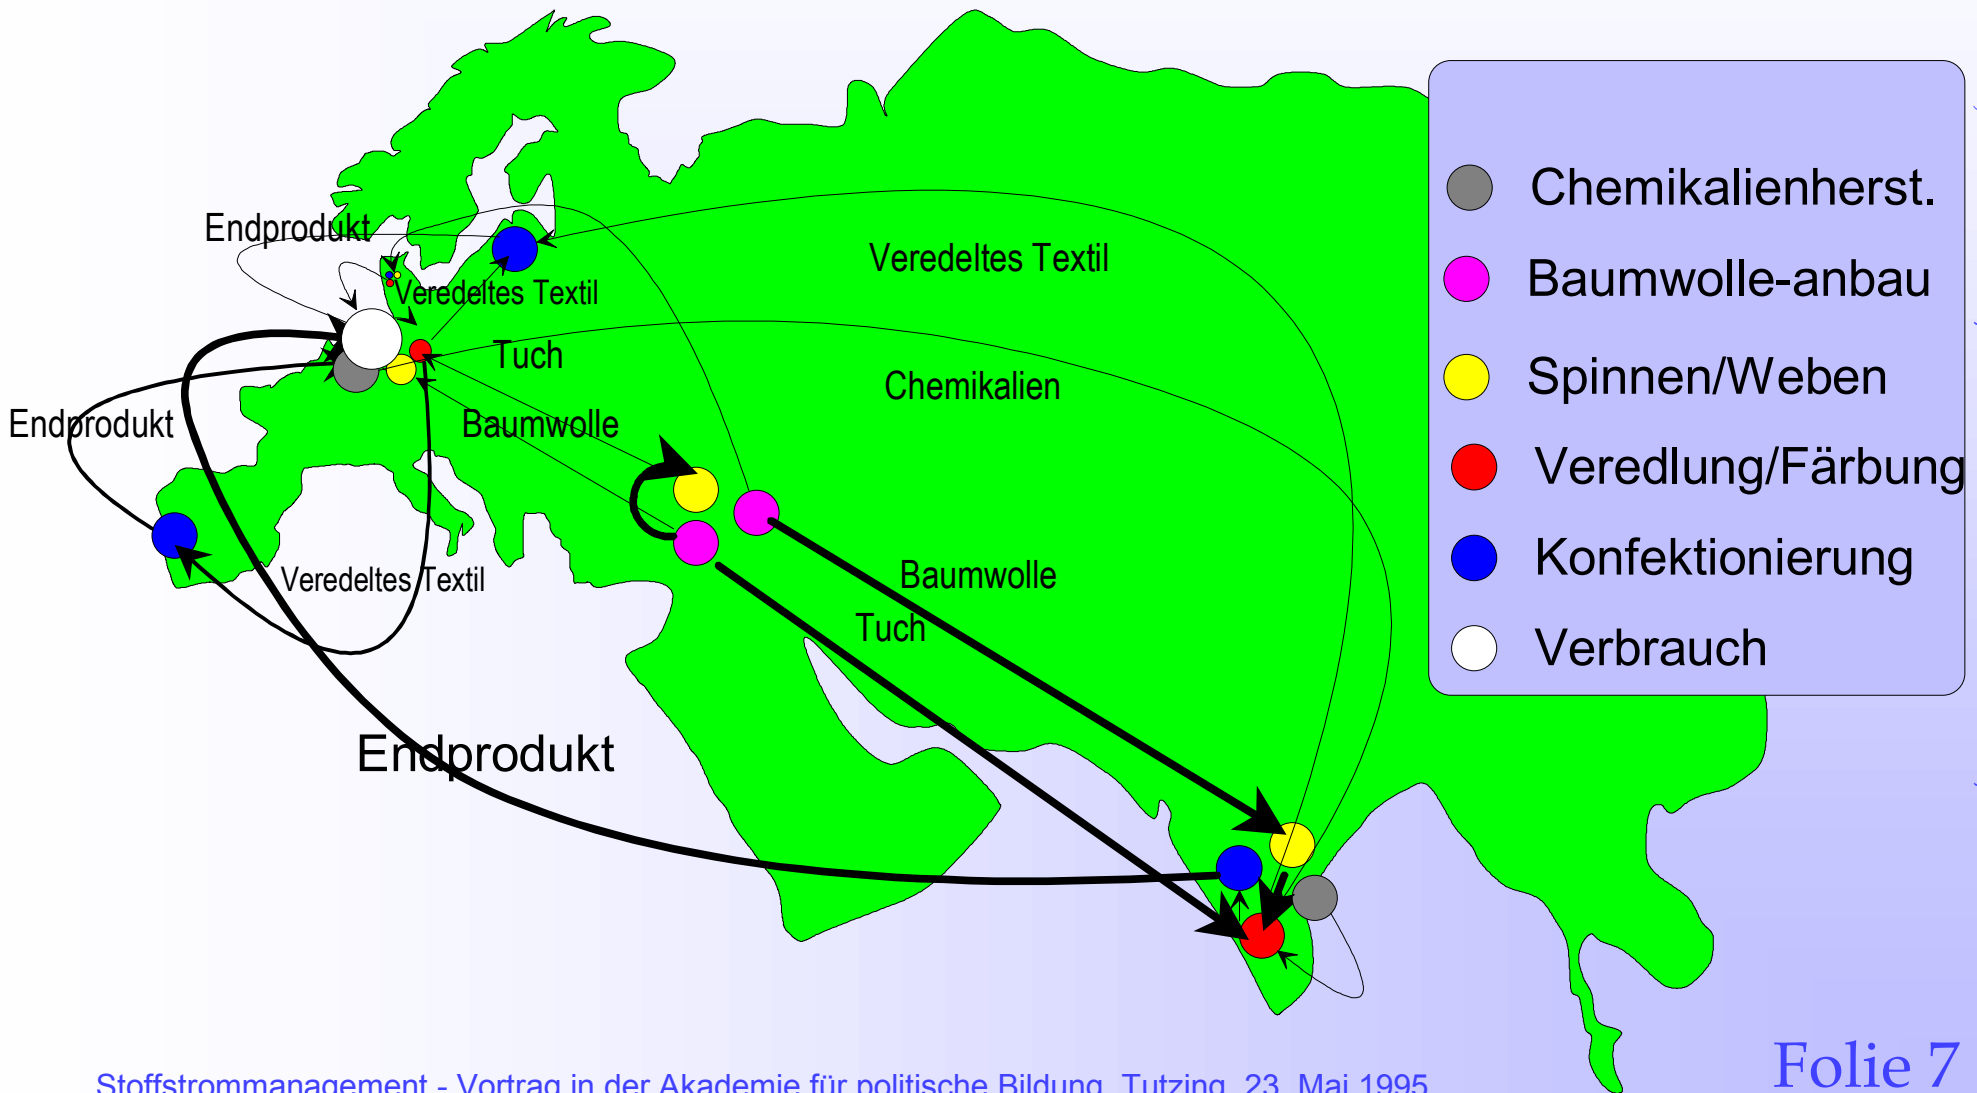 Endprodukt
Veredeltes Textil
Veredeltes Textil
Tuch
Chemikalien
Endprodukt
Baumwolle
Veredeltes Textil
Baumwolle
Tuch
Endprodukt
Chemikalienherst.
Baumwolle-anbau
Spinnen/Weben
Veredlung/Färbung
Konfektionierung
Verbrauch
Stoffstrommanagement - Vortrag in der Akademie für politische Bildung, Tutzing, 23. Mai 1995
Folie 7